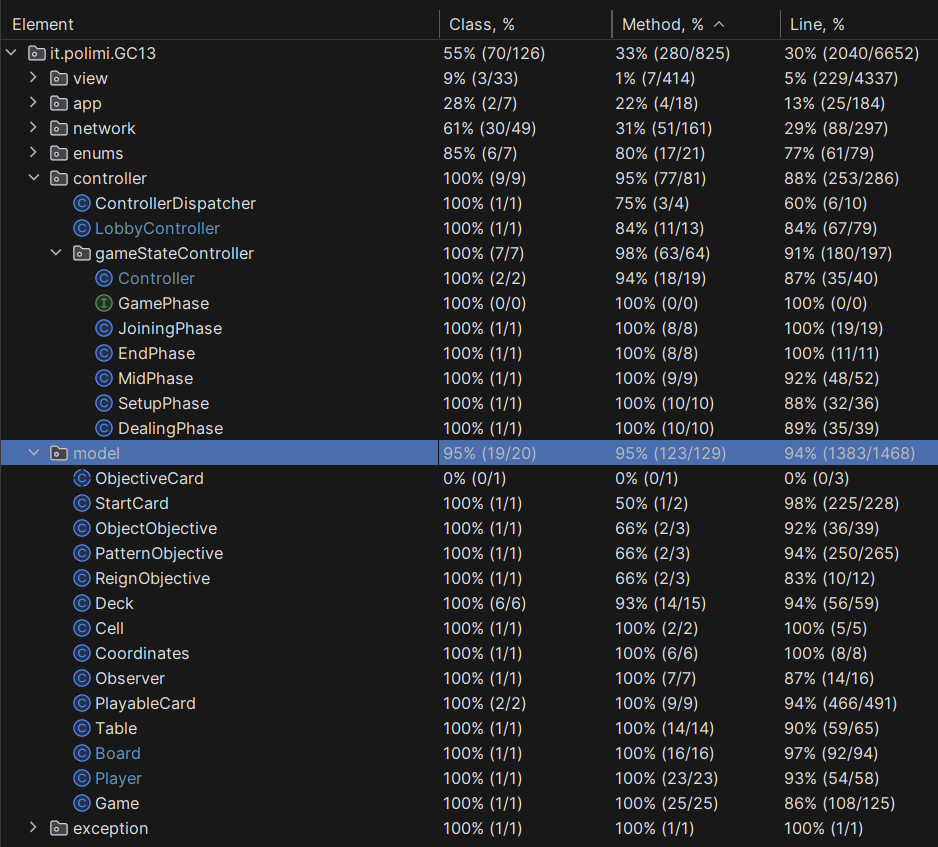 Element Class, % Method, % Line, %
it.polimi.GC13 55% (70/126) 33% (280/825) 30% (2040/6652)
view 9% (3/33) 1% (7/414) 5% (229/4337)
app 28% (2/7) 22% (4/18) 13% (25/184)
network 61% (30/49) 31% (51/161) 29% (88/297)
enums 85% (6/7) 80% (17/21) 77% (61/79)
controller 100% (9/9) 95% (77/81) 88% (253/286)
C ControllerDispatcher 100% (1/1) 75% (3/4) 60% (6/10)
C LobbyController 100% (1/1) 84% (11/13) 84% (67/79)
gameStateController 100% (7/7) 98% (63/64) 91% (180/197)
C Controller 100% (2/2) 94% (18/19) 87% (35/40)
I GamePhase 100% (0/0) 100% (0/0) 100% (0/0)
C JoiningPhase 100% (1/1) 100% (8/8) 100% (19/19)
C EndPhase 100% (1/1) 100% (8/8) 100% (11/11)
C MidPhase 100% (1/1) 100% (9/9) 92% (48/52)
C SetupPhase 100% (1/1) 100% (10/10) 88% (32/36)
C DealingPhase 100% (1/1) 100% (10/10) 89% (35/39)
model 95% (19/20) 95% (123/129) 94% (1383/1468)
C ObjectiveCard 0% (0/1) 0% (0/1) 0% (0/3)
C StartCard 100% (1/1) 50% (1/2) 98% (225/228)
C ObjectObjective 100% (1/1) 66% (2/3) 92% (36/39)
C PatternObjective 100% (1/1) 66% (2/3) 94% (250/265)
C ReignObjective 100% (1/1) 66% (2/3) 83% (10/12)
C Deck 100% (6/6) 93% (14/15) 94% (56/59)
C Cell 100% (1/1) 100% (2/2) 100% (5/5)
C Coordinates 100% (1/1) 100% (6/6) 100% (8/8)
C Observer 100% (1/1) 100% (7/7) 87% (14/16)
C PlayableCard 100% (2/2) 100% (9/9) 94% (466/491)
C Table 100% (1/1) 100% (14/14) 90% (59/65)
C Board 100% (1/1) 100% (16/16) 97% (92/94)
C Player 100% (1/1) 100% (23/23) 93% (54/58)
C Game 100% (1/1) 100% (25/25) 86% (108/125)
exception 100% (1/1) 100% (1/1) 100% (1/1)